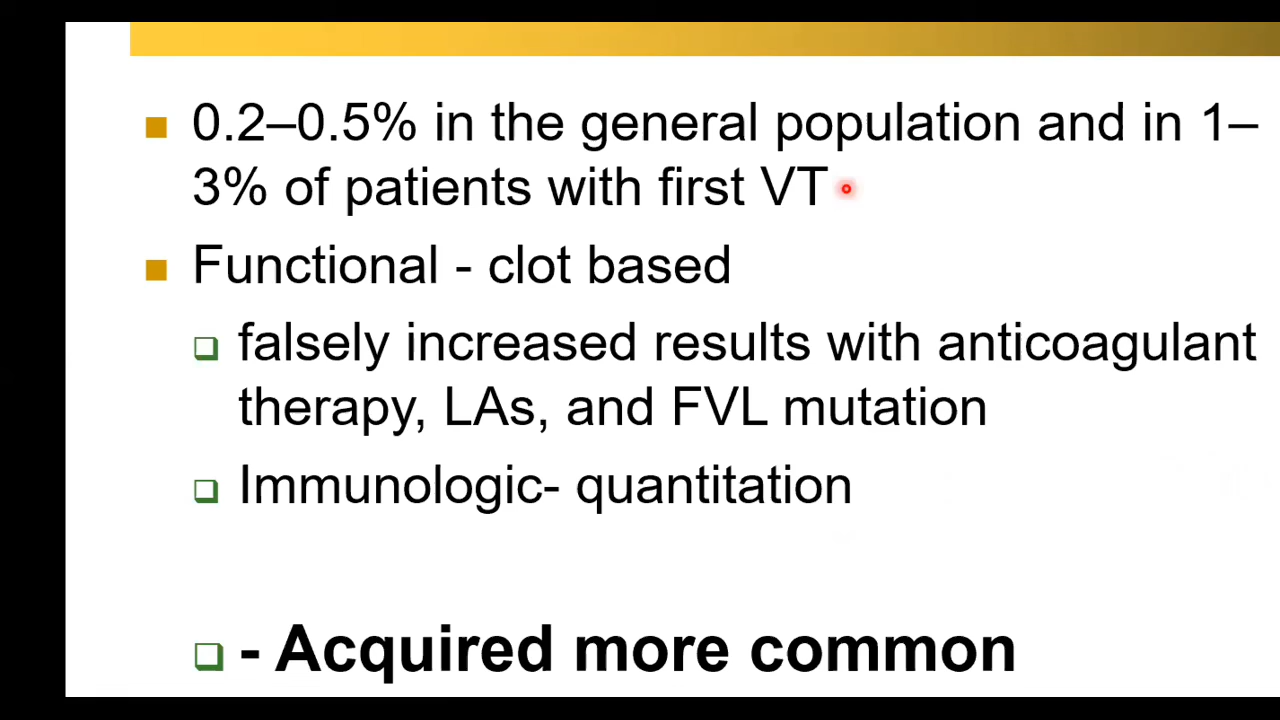 0.2–0.5% in the general population and in 1–
3% of patients with first VT
Functional - clot based
falsely increased results with anticoagulant
therapy, LAs, and FVL mutation
Immunologic- quantitation
- Acquired more common